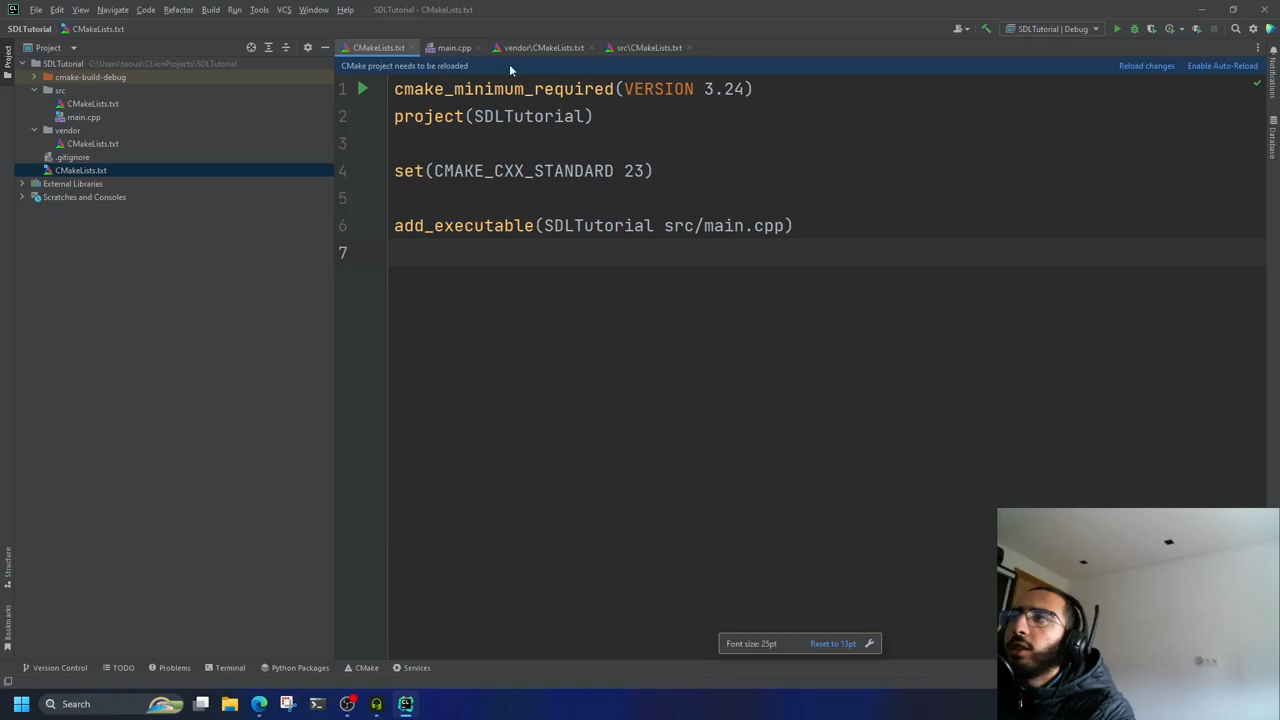 File Edit View Navigate Code Refactor Build Run Tools VCS Window Help SDLTutorial - CMakeLists.txt
SDLTutorial CMakeLists.txt SDLTutorial | Debug
Project CMakeLists.txt main.cpp vendor\CMakeLists.txt src\CMakeLists.txt
SDLTutorial C:\Users\taoua\CLionProjects\SDLTutorial
cmake-build-debug
src
CMakeLists.txt
main.cpp
vendor
CMakeLists.txt
.gitignore
CMakeLists.txt
External Libraries
Scratches and Consoles
CMake project needs to be reloaded Reload changes Enable Auto-Reload
1 cmake_minimum_required(VERSION 3.24)
2 project(SDLTutorial)
3
4 set(CMAKE_CXX_STANDARD 23)
5
6 add_executable(SDLTutorial src/main.cpp)
7
Project
Structure
Bookmarks
Notifications
Database
Font size: 25pt Reset to 13pt
Version Control TODO Problems Terminal Python Packages CMake Services
Search